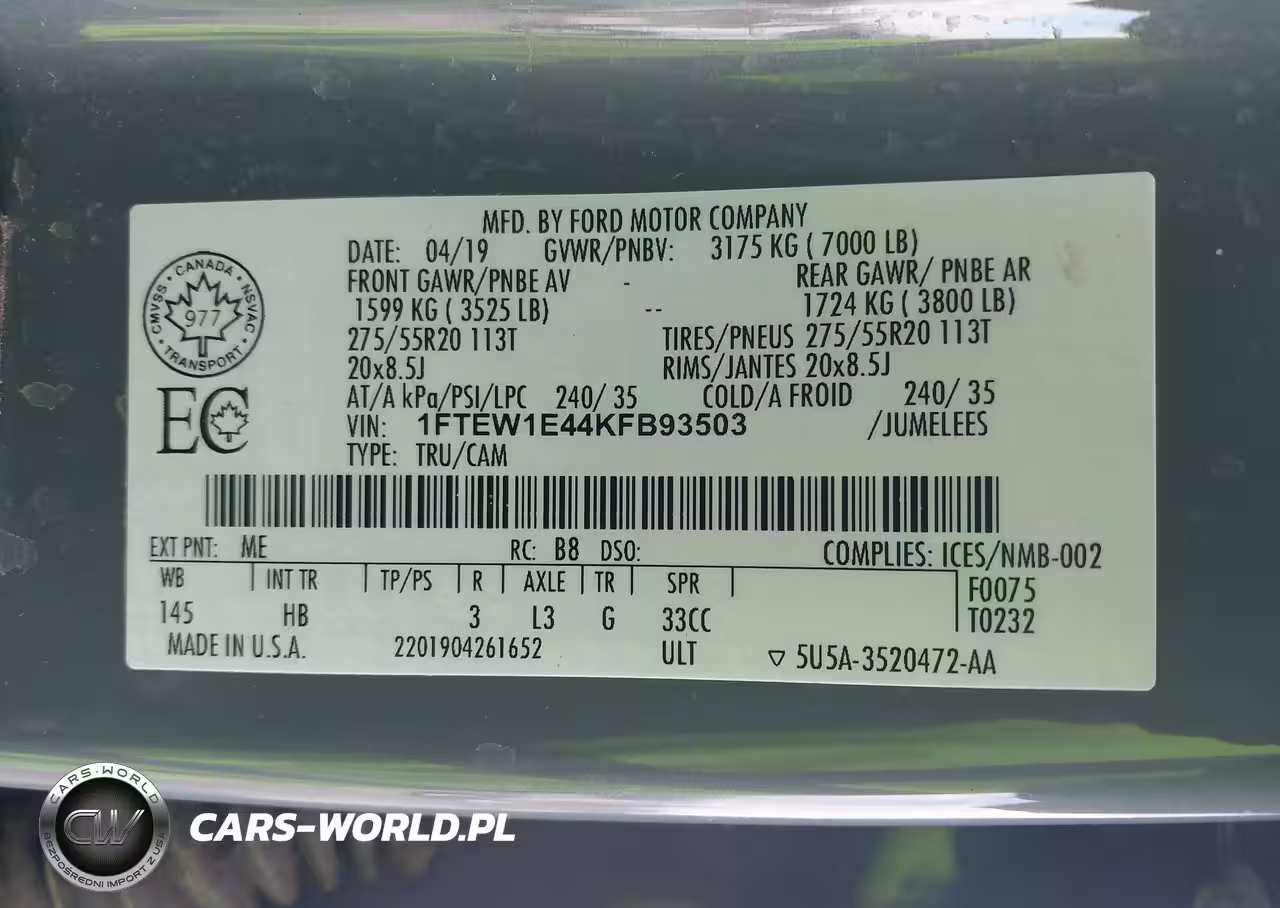 MFD. BY FORD MOTOR COMPANY
DATE: 04/19 GVWR/PNBV: 3175 KG ( 7000 LB)
FRONT GAWR/PNBE AV - REAR GAWR/ PNBE AR
1599 KG ( 3525 LB) -- 1724 KG ( 3800 LB)
275/55R20 113T TIRES/PNEUS 275/55R20 113T
20x8.5J RIMS/JANTES 20x8.5J
AT/A kPa/PSI/LPC 240/ 35 COLD/A FROID 240/ 35
VIN: 1FTEW1E44KFB93503 /JUMELEES
TYPE: TRU/CAM
CANADA
CMVSS • NSVAC
977
TRANSPORT
EC
EXT PNT: ME RC: B8 DSO: COMPLIES: ICES/NMB-002
WB INT TR TP/PS R AXLE TR SPR F0075
145 HB 3 L3 G 33CC T0232
MADE IN U.S.A. 2201904261652 ULT ▽ 5U5A-3520472-AA
CARS-WORLD
CW
BEZPOŚREDNI IMPORT Z USA
CARS-WORLD.PL